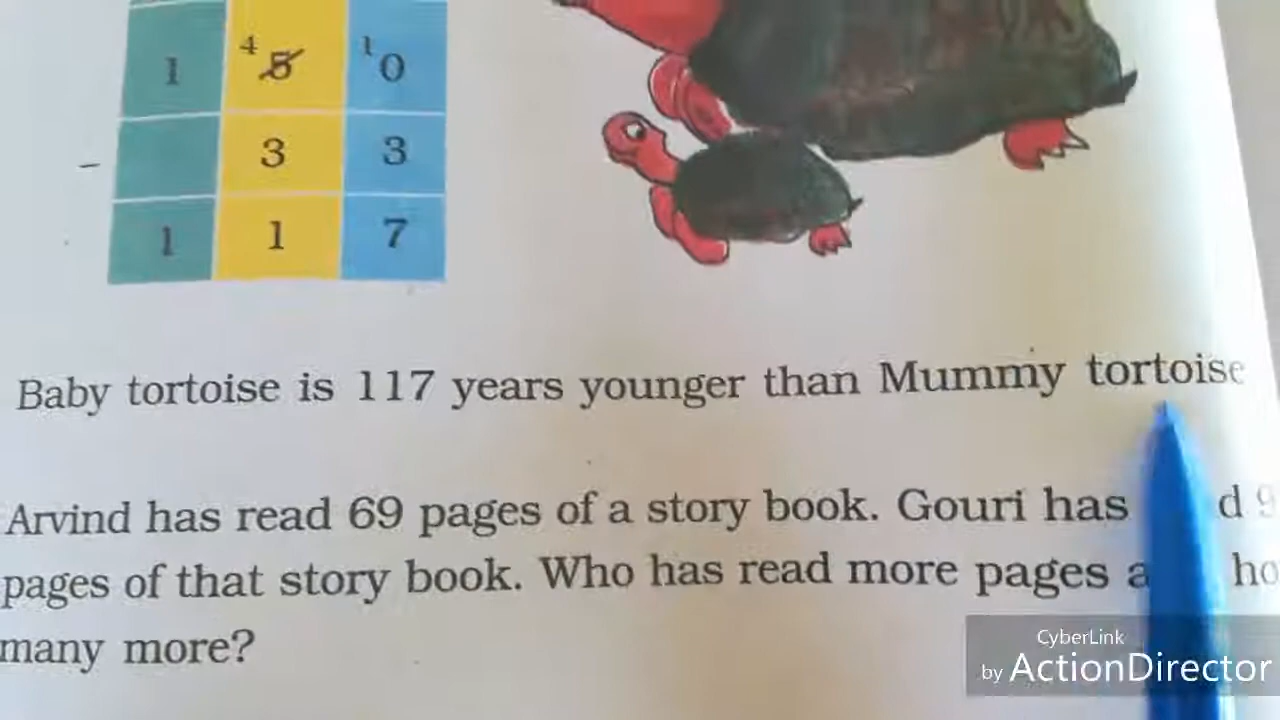 1 4 5 1 0
- 3 3
1 1 7
Baby tortoise is 117 years younger than Mummy tortoise
Arvind has read 69 pages of a story book. Gouri has
pages of that story book. Who has read more pages
many more?
CyberLink
by ActionDirector